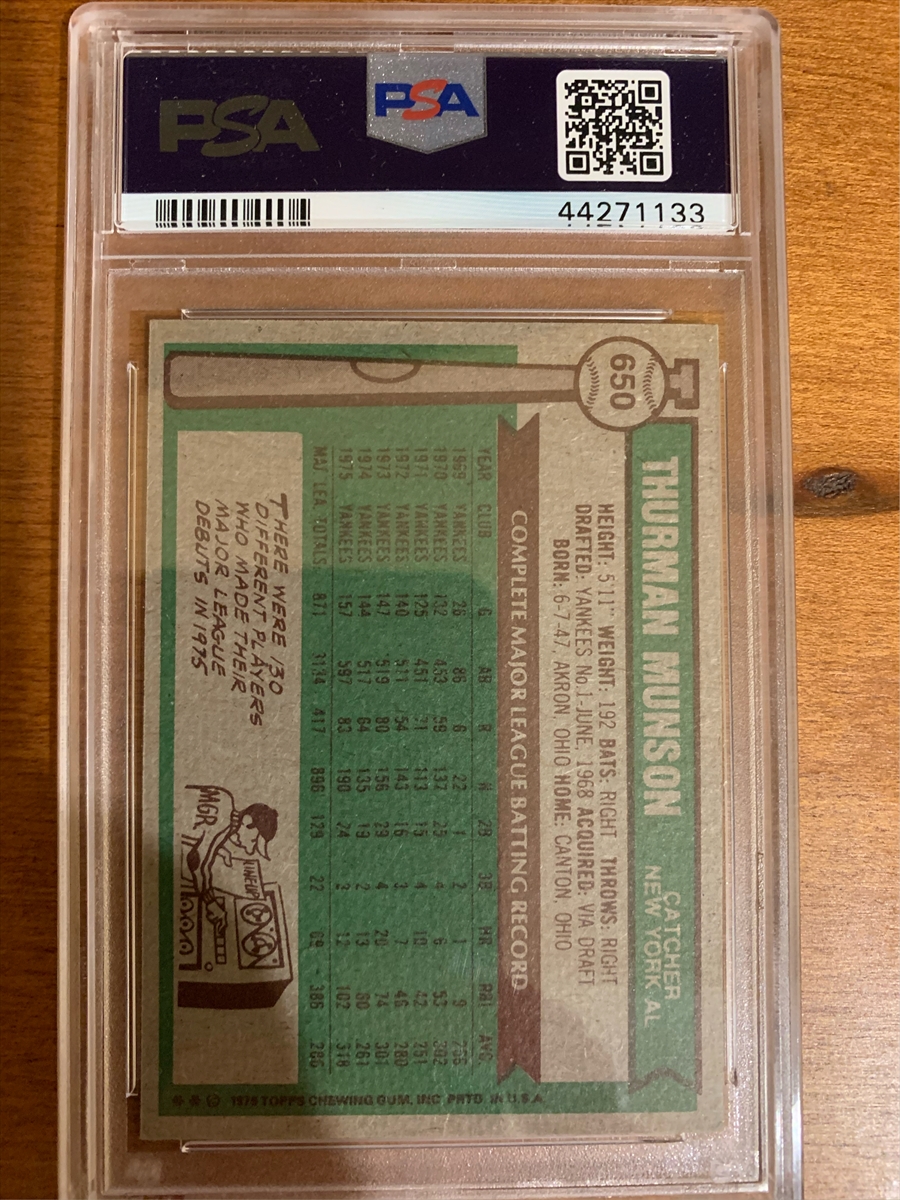 PSA
PSA
44271133
650
THURMAN MUNSON
CATCHER
NEW YORK-AL
HEIGHT: 5'11" WEIGHT: 192 BATS: RIGHT THROWS: RIGHT
DRAFTED: YANKEES No.1-JUNE, 1968 ACQUIRED: VIA DRAFT
BORN: 6-7-47, AKRON, OHIO HOME: CANTON, OHIO
COMPLETE MAJOR LEAGUE BATTING RECORD
YEAR CLUB G AB R H 2B 3B HR RBI AVG
1969 YANKEES 26 86 6 22 1 2 1 9 256
1970 YANKEES 132 453 59 137 25 4 6 53 302
1971 YANKEES 125 451 71 113 15 4 10 42 251
1972 YANKEES 140 511 54 143 16 3 7 46 280
1973 YANKEES 147 519 80 156 29 4 20 74 301
1974 YANKEES 144 517 64 135 19 2 13 60 261
1975 YANKEES 157 597 83 190 24 3 12 102 318
MAJ LEA TOTALS 871 3134 417 896 129 22 69 386 286
THERE WERE 130
DIFFERENT PLAYERS
WHO MADE THEIR
MAJOR LEAGUE
DEBUTS IN 1975
MGR
LINEUP
** © 1976 TOPPS CHEWING GUM, INC PRTD. IN U.S.A.